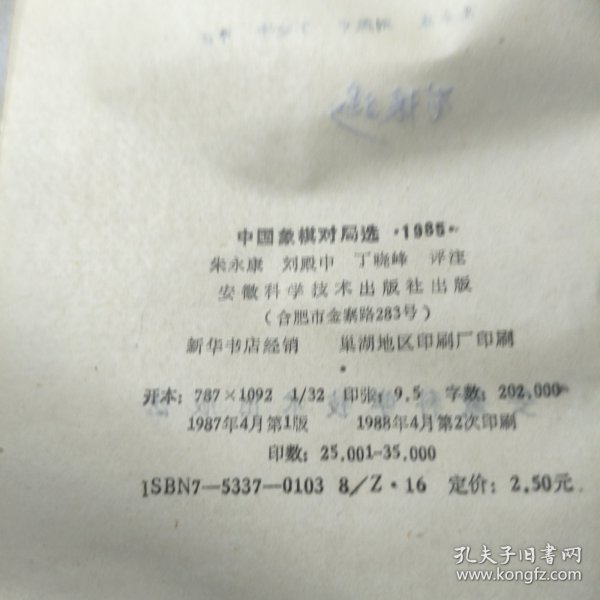 中国象棋对局选·1985·
朱永康 刘殿中 丁晓峰 评注
安徽科学技术出版社出版
(合肥市金寨路283号)
新华书店经销 巢湖地区印刷厂印刷
开本：787×1092 1/32 印张：9.5 字数：202,000
1987年4月第1版 1988年4月第2次印刷
印数：25,001—35,000
ISBN7—5337—0103 8/Z·16 定价：2.50元
孔夫子旧书网
www.kongfz.com